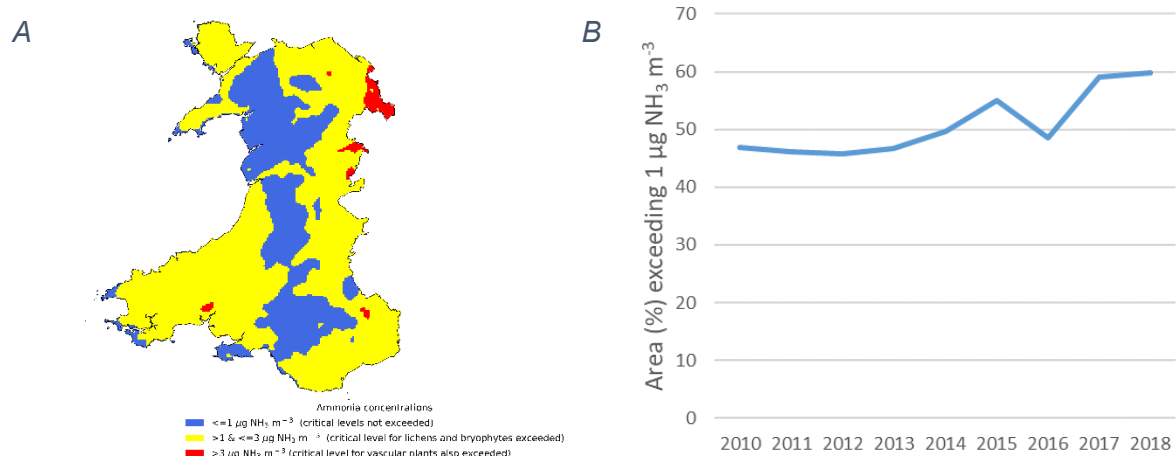 A
Ammonia concentrations
<=1 µg NH3 m−3 (critical levels not exceeded)
>1 & <=3 µg NH3 m−3 (critical level for lichens and bryophytes exceeded)
>3 µg NH3 m−3 (critical level for vascular plants also exceeded)
B
Area (%) exceeding 1 µg NH3 m-3
70
60
50
40
30
20
10
0
2010 2011 2012 2013 2014 2015 2016 2017 2018